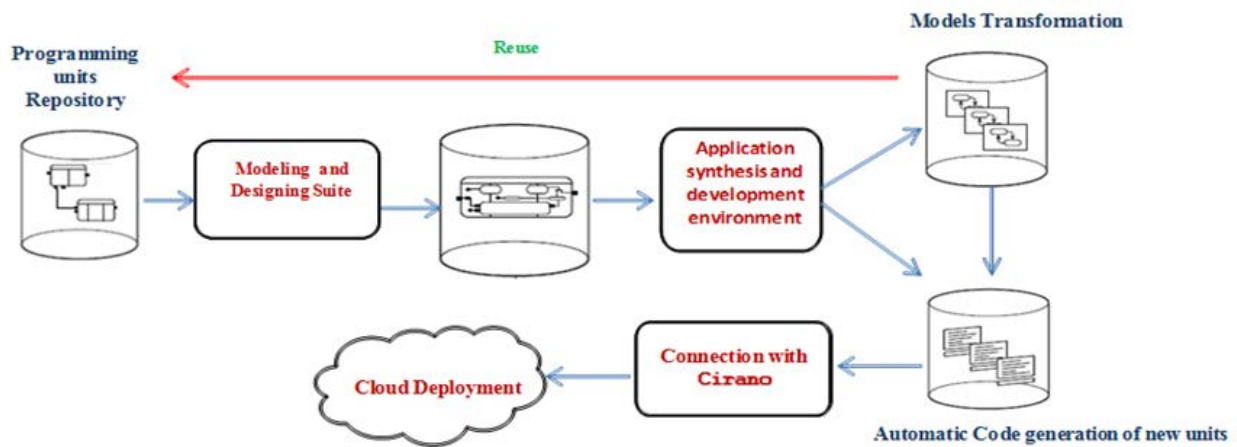 Models Transformation
Reuse
Programming
units
Repository
Modeling and
Designing Suite
Application
synthesis and
development
environment
Connection with
Cirano
Cloud Deployment
Automatic Code generation of new units